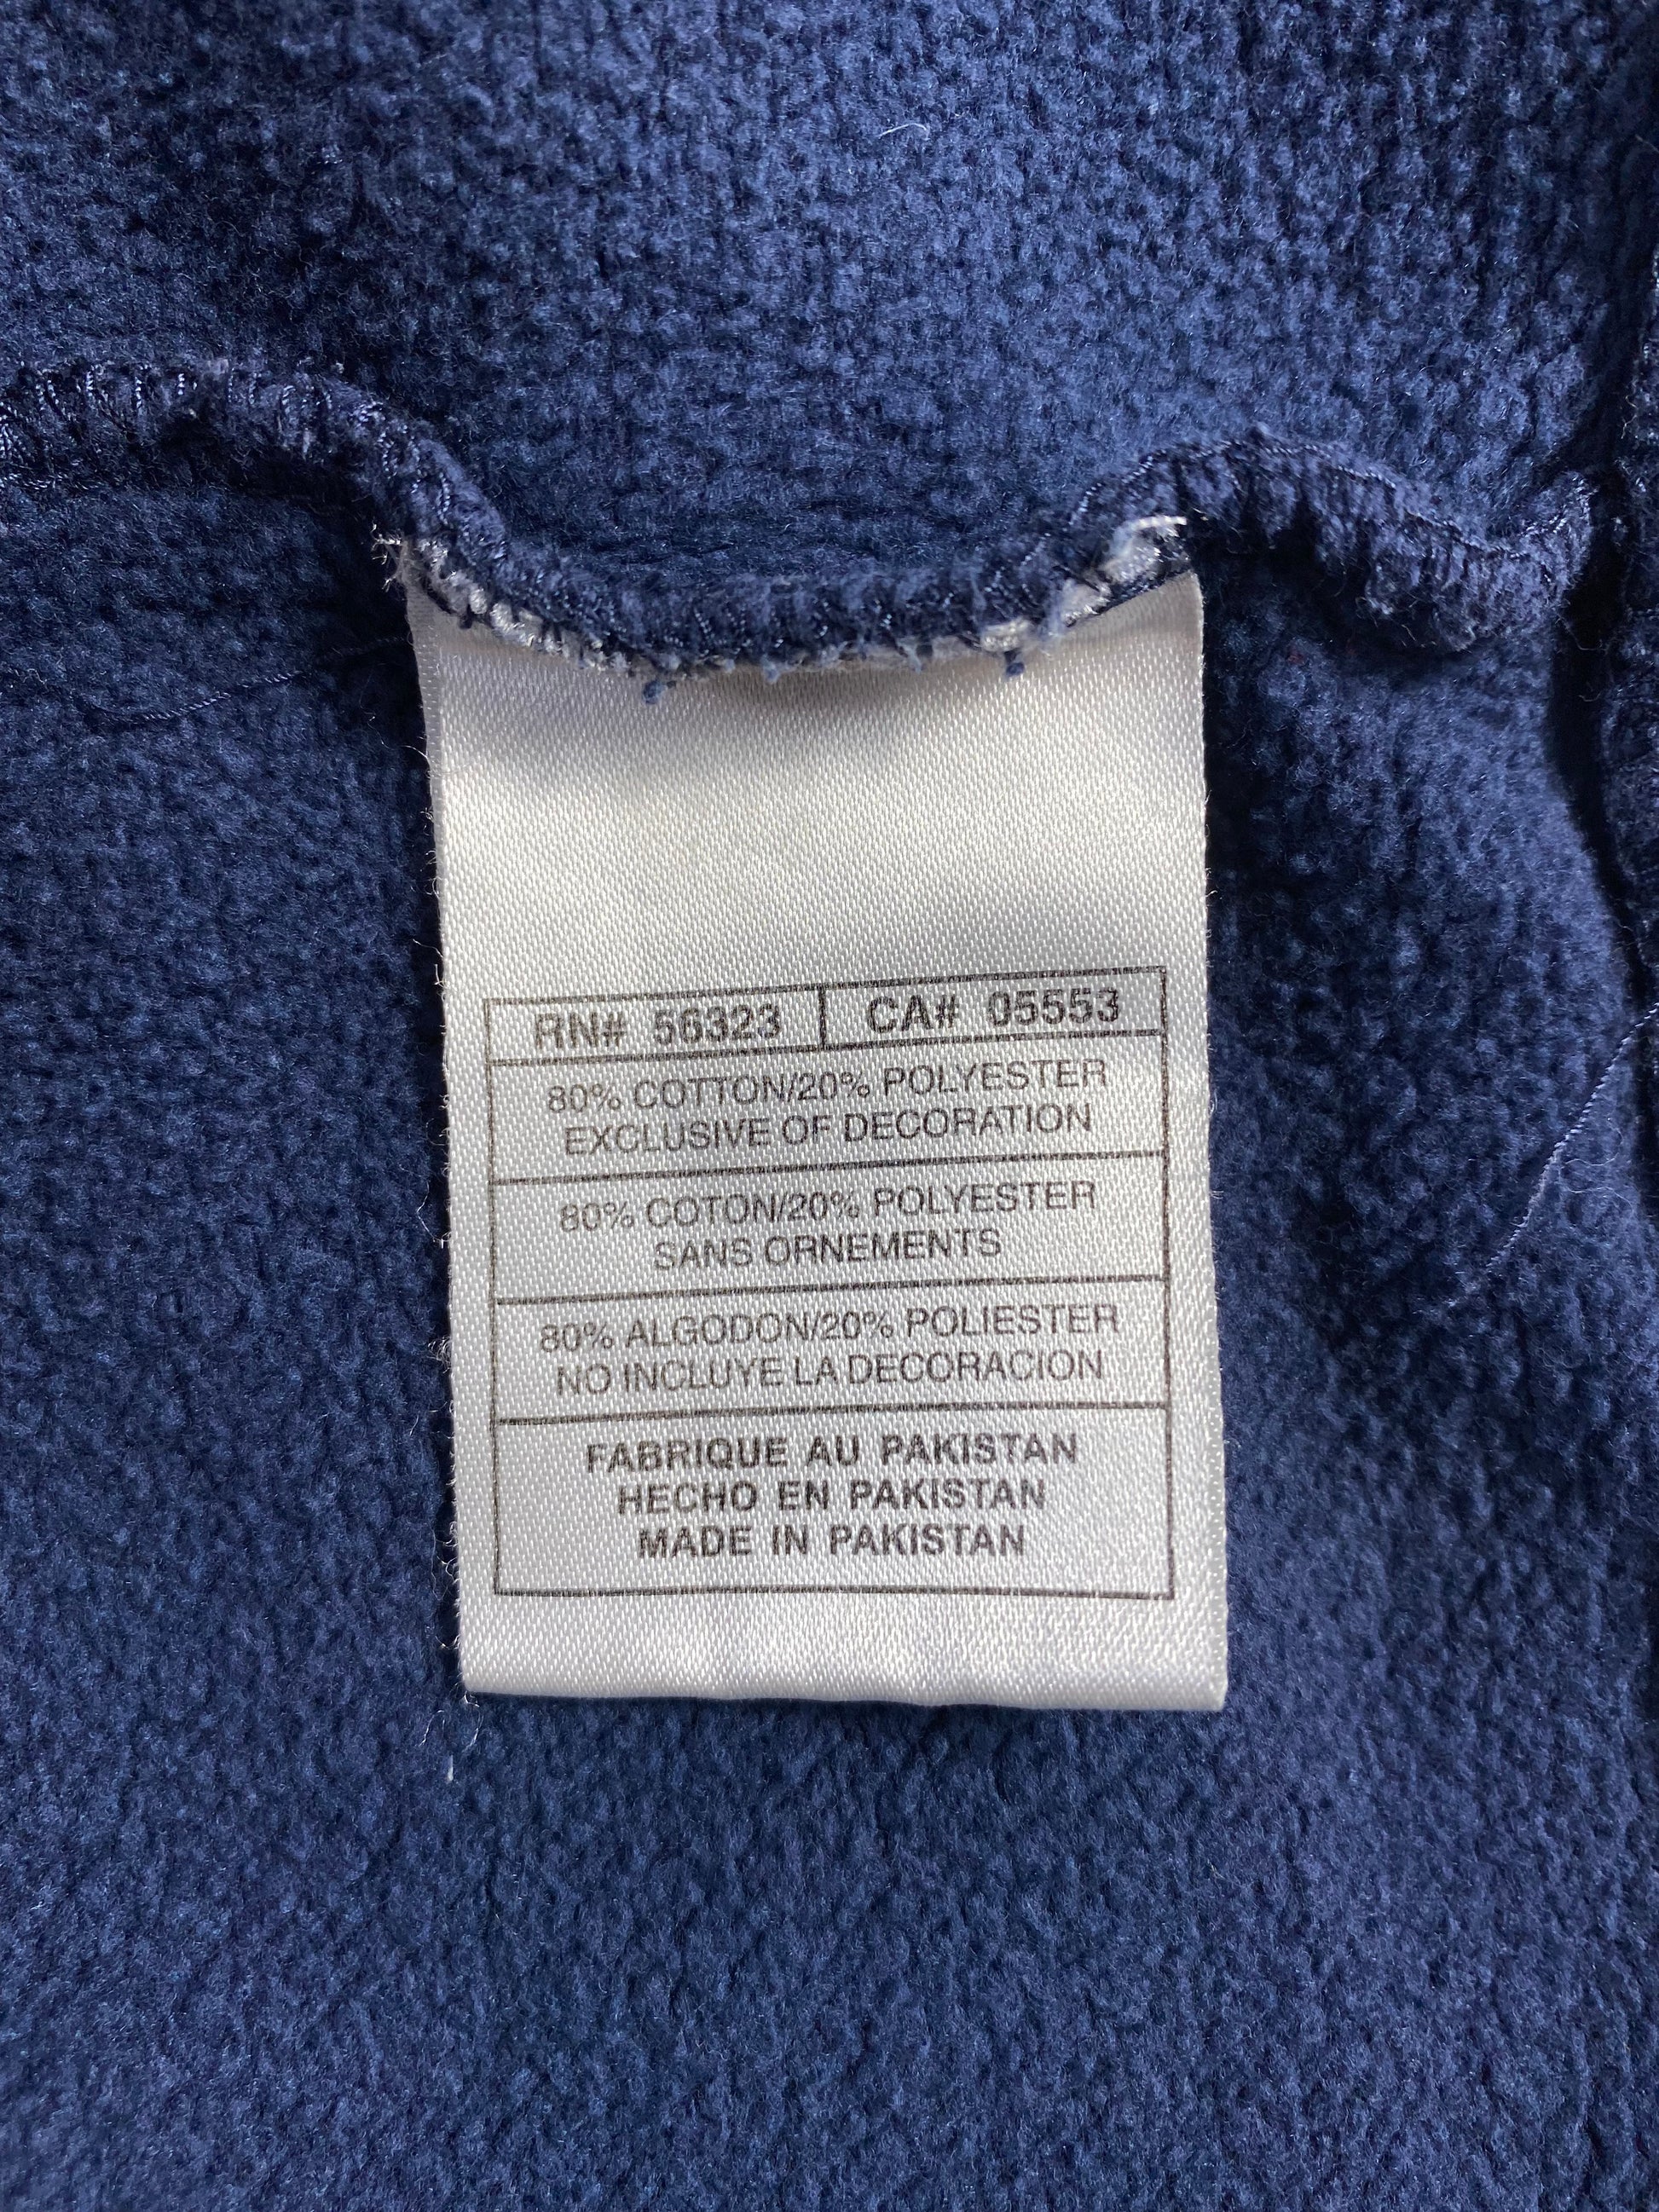 RN# 56323 CA# 05553
80% COTTON/20% POLYESTER
EXCLUSIVE OF DECORATION
80% COTON/20% POLYESTER
SANS ORNEMENTS
80% ALGODON/20% POLIESTER
NO INCLUYE LA DECORACION
FABRIQUE AU PAKISTAN
HECHO EN PAKISTAN
MADE IN PAKISTAN